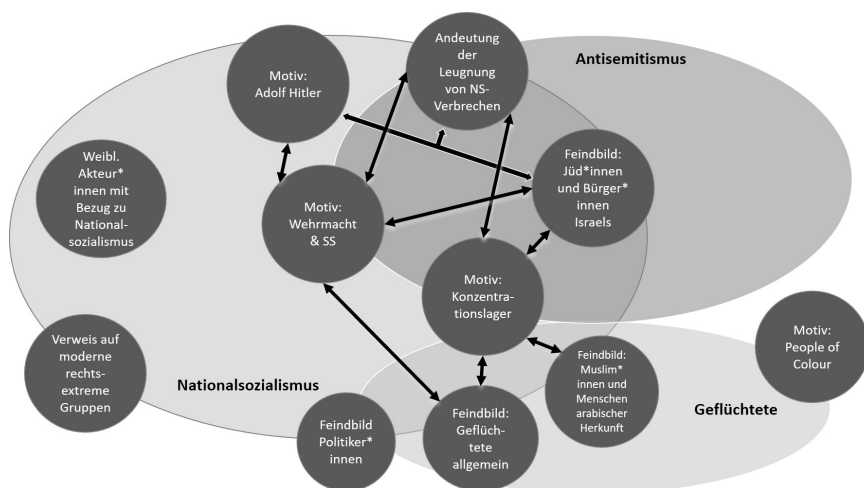 Andeutung
der
Leugnung
von NS-
Verbrechen
Antisemitismus
Motiv:
Adolf Hitler
Feindbild:
Jüd*innen
und Bürger*
innen
Israels
Weibl.
Akteur*
innen mit
Bezug zu
National-
sozialismus
Motiv:
Wehrmacht
& SS
Motiv:
Konzentra-
tionslager
Motiv:
People of
Colour
Verweis auf
moderne
rechts-
extreme
Gruppen
Nationalsozialismus
Feindbild:
Muslim*
innen und
Menschen
arabischer
Herkunft
Geflüchtete
Feindbild
Politiker*
innen
Feindbild:
Geflüch-
tete
allgemein